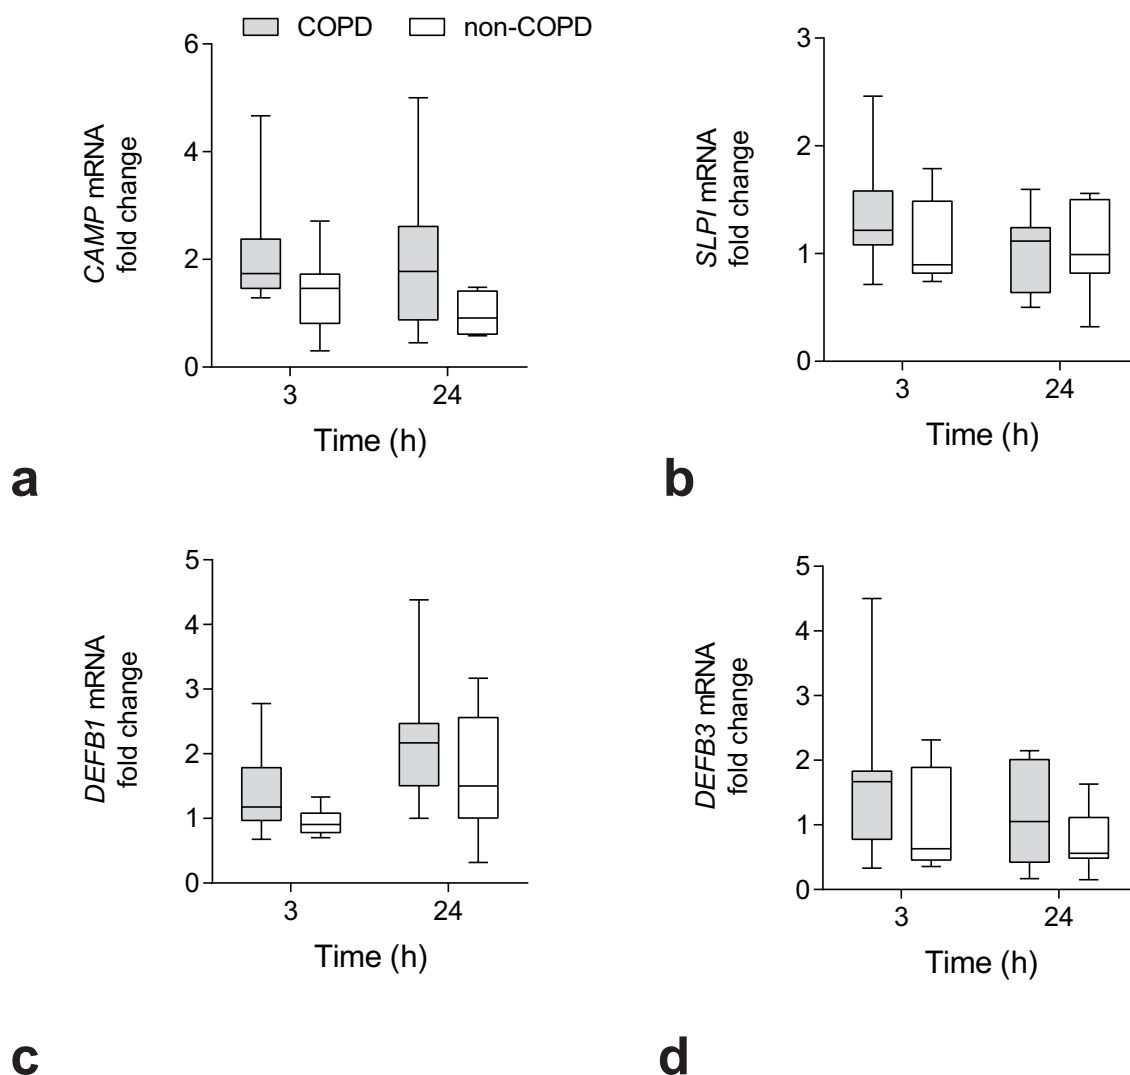 COPD non-COPD
6
4
2
0
CAMP mRNA
fold change
3 24
Time (h)
a
3
2
1
0
SLPI mRNA
fold change
3 24
Time (h)
b
5
4
3
2
1
0
DEFB1 mRNA
fold change
3 24
Time (h)
c
5
4
3
2
1
0
DEFB3 mRNA
fold change
3 24
Time (h)
d